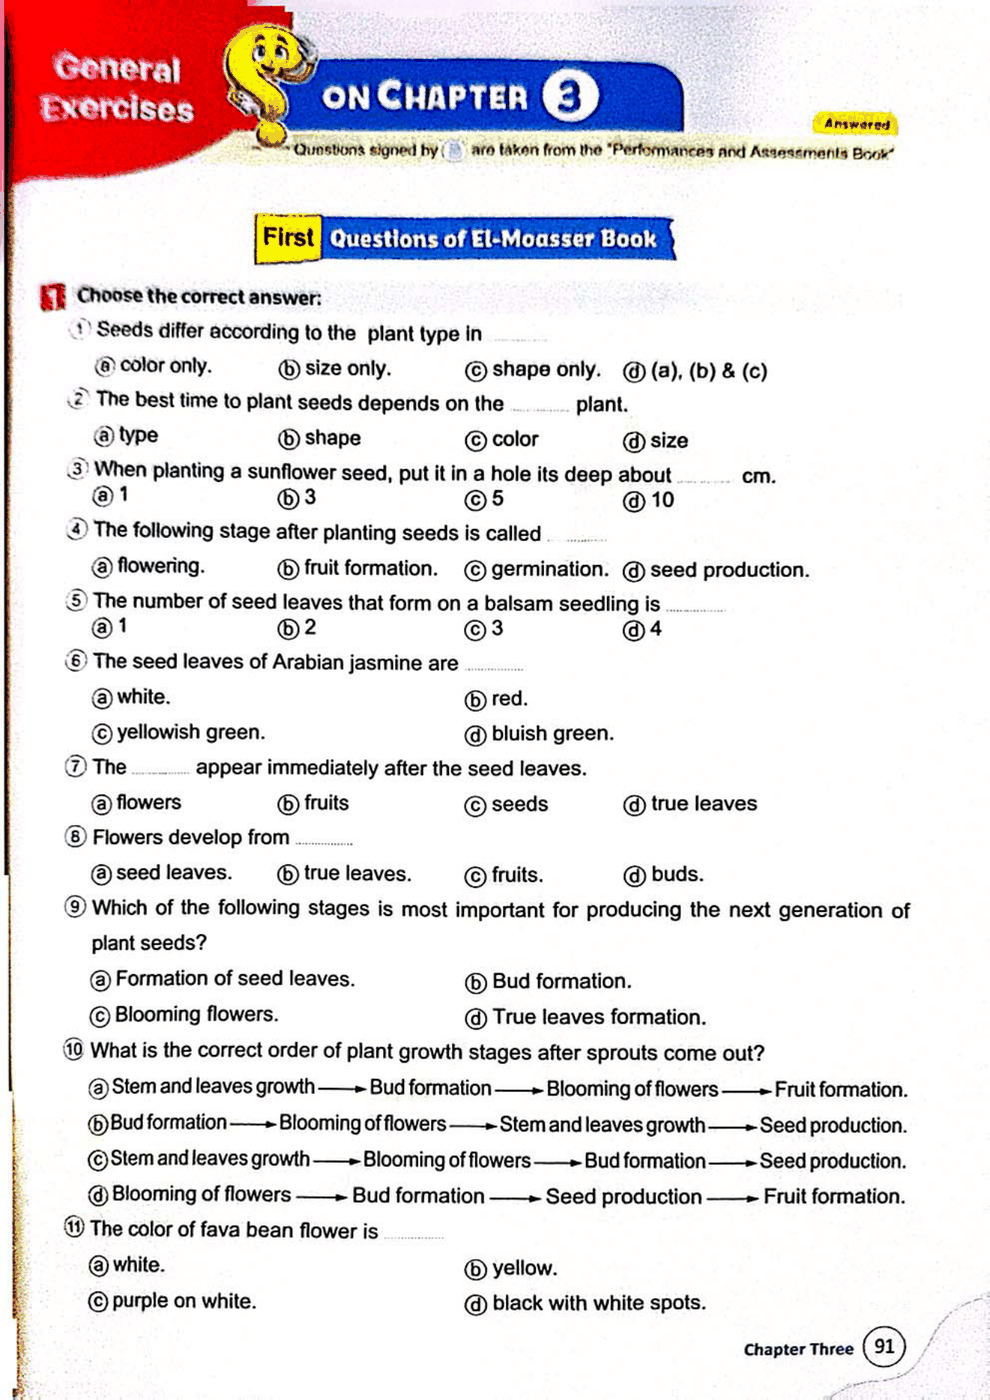 General
Exercises
ON CHAPTER 3
Answered
Questions signed by ( ) are taken from the "Performances and Assessments Book"
First Questions of El-Moasser Book
1 Choose the correct answer:
① Seeds differ according to the plant type in ............
ⓐ color only. ⓑ size only. ⓒ shape only. ⓓ (a), (b) & (c)
② The best time to plant seeds depends on the ............ plant.
ⓐ type ⓑ shape ⓒ color ⓓ size
③ When planting a sunflower seed, put it in a hole its deep about ............ cm.
ⓐ 1 ⓑ 3 ⓒ 5 ⓓ 10
④ The following stage after planting seeds is called ............
ⓐ flowering. ⓑ fruit formation. ⓒ germination. ⓓ seed production.
⑤ The number of seed leaves that form on a balsam seedling is ............
ⓐ 1 ⓑ 2 ⓒ 3 ⓓ 4
⑥ The seed leaves of Arabian jasmine are ............
ⓐ white. ⓑ red.
ⓒ yellowish green. ⓓ bluish green.
⑦ The ............ appear immediately after the seed leaves.
ⓐ flowers ⓑ fruits ⓒ seeds ⓓ true leaves
⑧ Flowers develop from ............
ⓐ seed leaves. ⓑ true leaves. ⓒ fruits. ⓓ buds.
⑨ Which of the following stages is most important for producing the next generation of
plant seeds?
ⓐ Formation of seed leaves. ⓑ Bud formation.
ⓒ Blooming flowers. ⓓ True leaves formation.
⑩ What is the correct order of plant growth stages after sprouts come out?
ⓐ Stem and leaves growth → Bud formation → Blooming of flowers → Fruit formation.
ⓑ Bud formation → Blooming of flowers → Stem and leaves growth → Seed production.
ⓒ Stem and leaves growth → Blooming of flowers → Bud formation → Seed production.
ⓓ Blooming of flowers → Bud formation → Seed production → Fruit formation.
⑪ The color of fava bean flower is ............
ⓐ white. ⓑ yellow.
ⓒ purple on white. ⓓ black with white spots.
Chapter Three 91